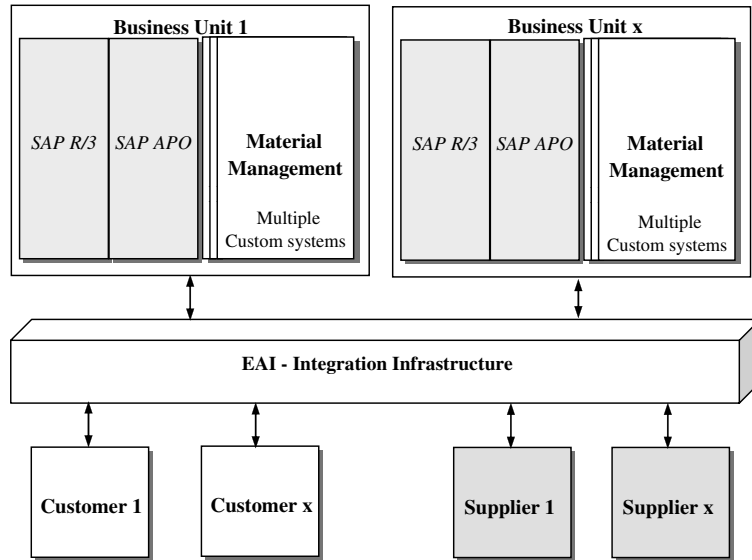 Business Unit 1
SAP R/3
SAP APO
Material
Management
Multiple
Custom systems
Business Unit x
SAP R/3
SAP APO
Material
Management
Multiple
Custom systems
EAI - Integration Infrastructure
Customer 1
Customer x
Supplier 1
Supplier x